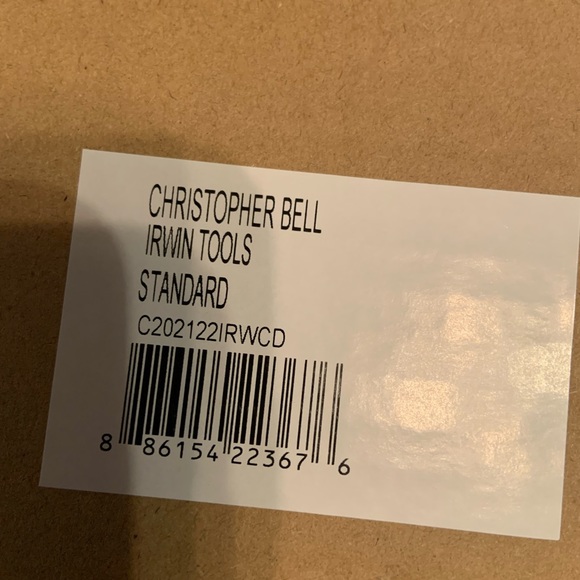 CHRISTOPHER BELL
IRWIN TOOLS
STANDARD
C202122IRWCD
8 86154 22367 6